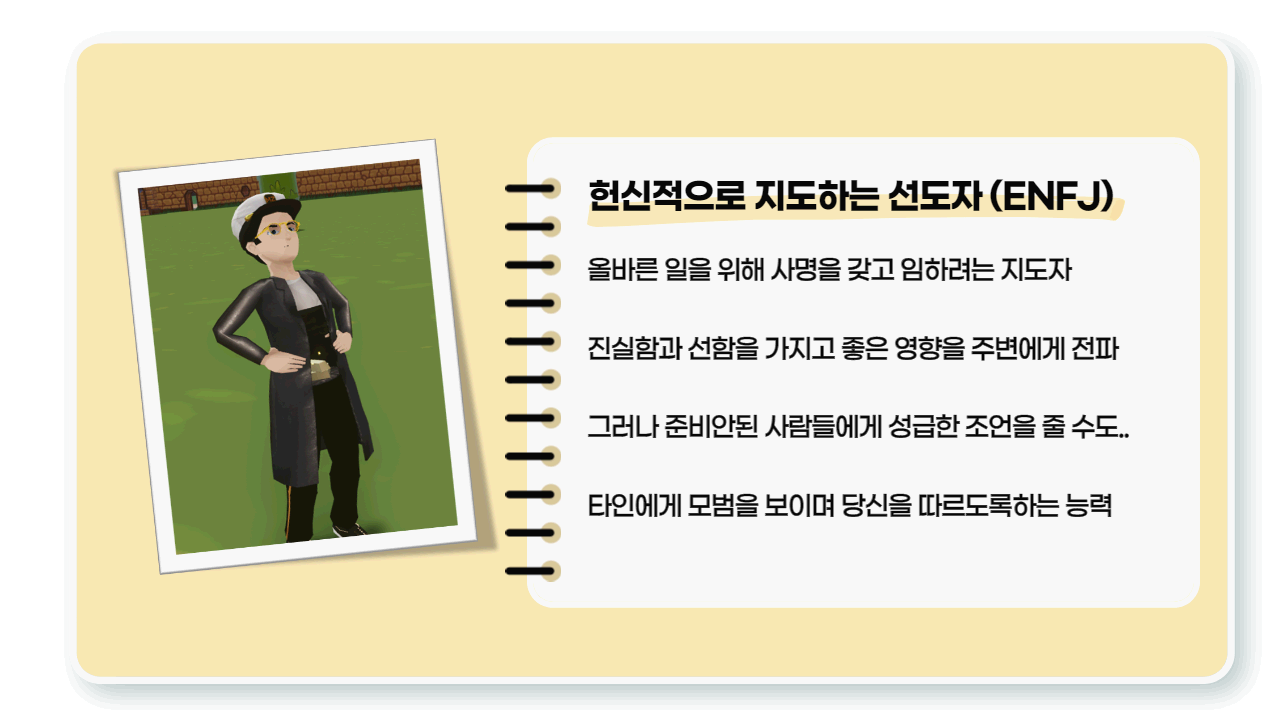 헌신적으로 지도하는 선도자 (ENFJ)
올바른 일을 위해 사명을 갖고 임하려는 지도자
진실함과 선함을 가지고 좋은 영향을 주변에게 전파
그러나 준비안된 사람들에게 성급한 조언을 줄 수도..
타인에게 모범을 보이며 당신을 따르도록하는 능력